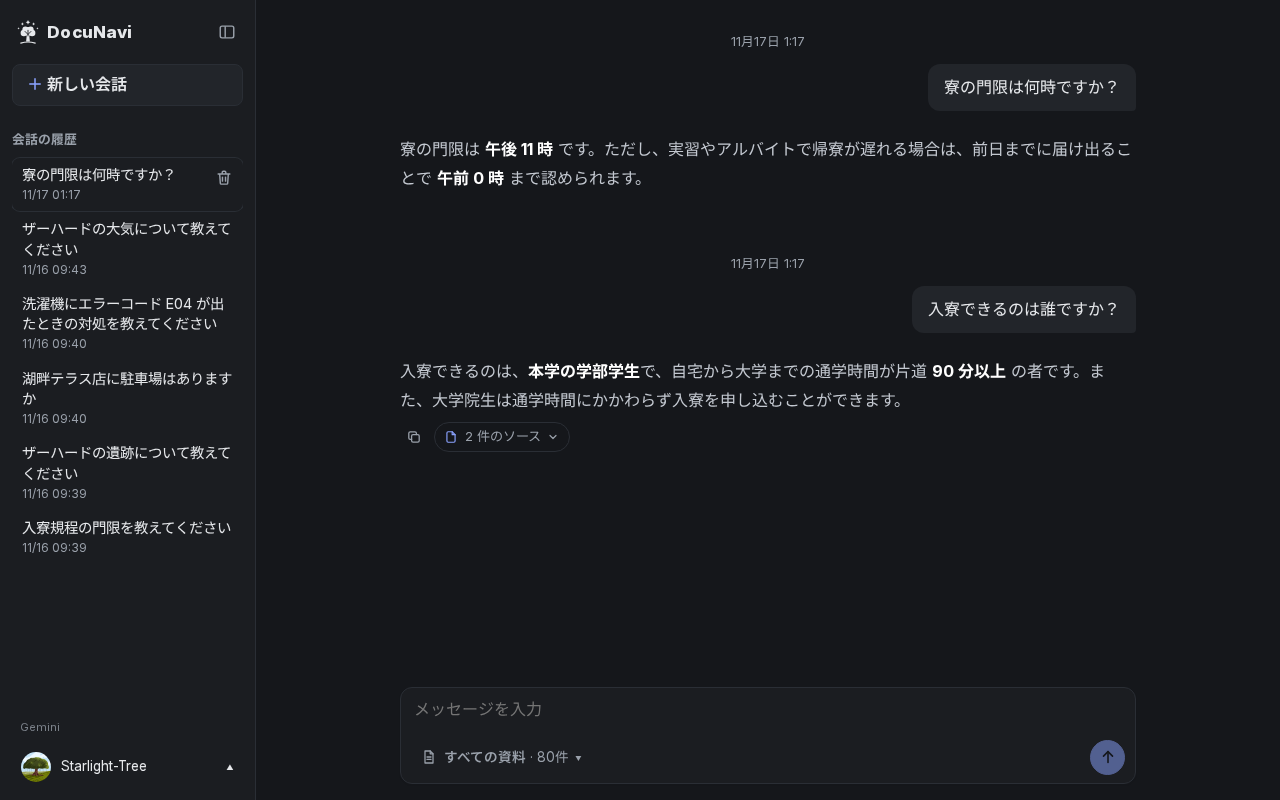 DocuNavi
新しい会話
会話の履歴
寮の門限は何時ですか？
11/17 01:17
ザーハードの大気について教えて
ください
11/16 09:43
洗濯機にエラーコード E04 が出
たときの対処を教えてください
11/16 09:40
湖畔テラス店に駐車場はあります
か
11/16 09:40
ザーハードの遺跡について教えて
ください
11/16 09:39
入寮規程の門限を教えてください
11/16 09:39
Gemini
Starlight-Tree
11月17日 1:17
寮の門限は何時ですか？
寮の門限は 午後 11 時 です。ただし、実習やアルバイトで帰寮が遅れる場合は、前日までに届け出るこ
とで 午前 0 時 まで認められます。
11月17日 1:17
入寮できるのは誰ですか？
入寮できるのは、本学の学部学生で、自宅から大学までの通学時間が片道 90 分以上 の者です。ま
た、大学院生は通学時間にかかわらず入寮を申し込むことができます。
2 件のソース
メッセージを入力
すべての資料 · 80件